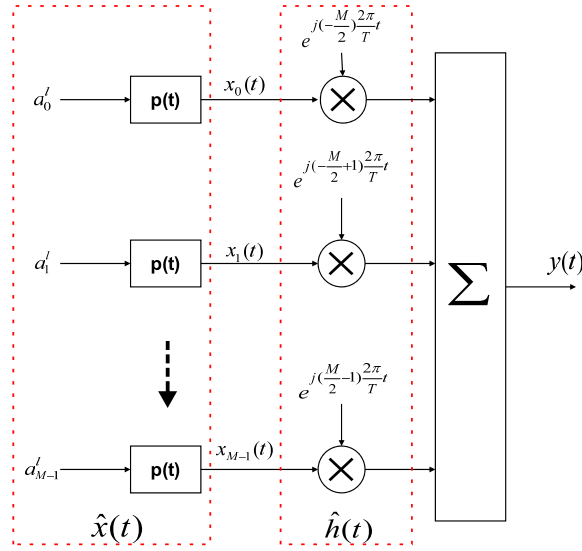 e^{j(-\frac{M}{2})\frac{2\pi}{T}t}
a_0^l p(t) x_0(t)
e^{j(-\frac{M}{2}+1)\frac{2\pi}{T}t}
a_1^l p(t) x_1(t) Σ y(t)
e^{j(\frac{M}{2}-1)\frac{2\pi}{T}t}
a_{M-1}^l p(t) x_{M-1}(t)
\hat{x}(t) \hat{h}(t)